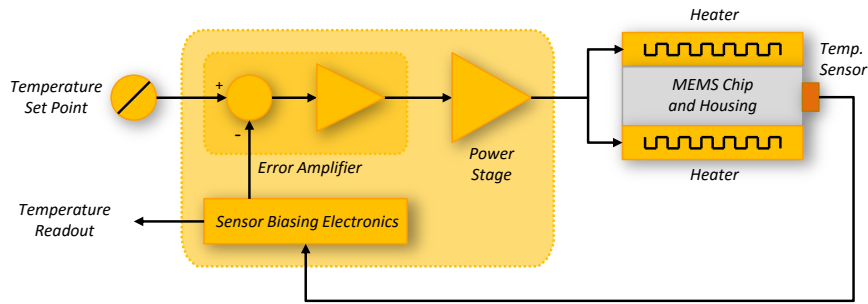 Heater
Temp.
Sensor
Temperature
Set Point
+
-
MEMS Chip
and Housing
Error Amplifier
Power
Stage
Heater
Temperature
Readout
Sensor Biasing Electronics